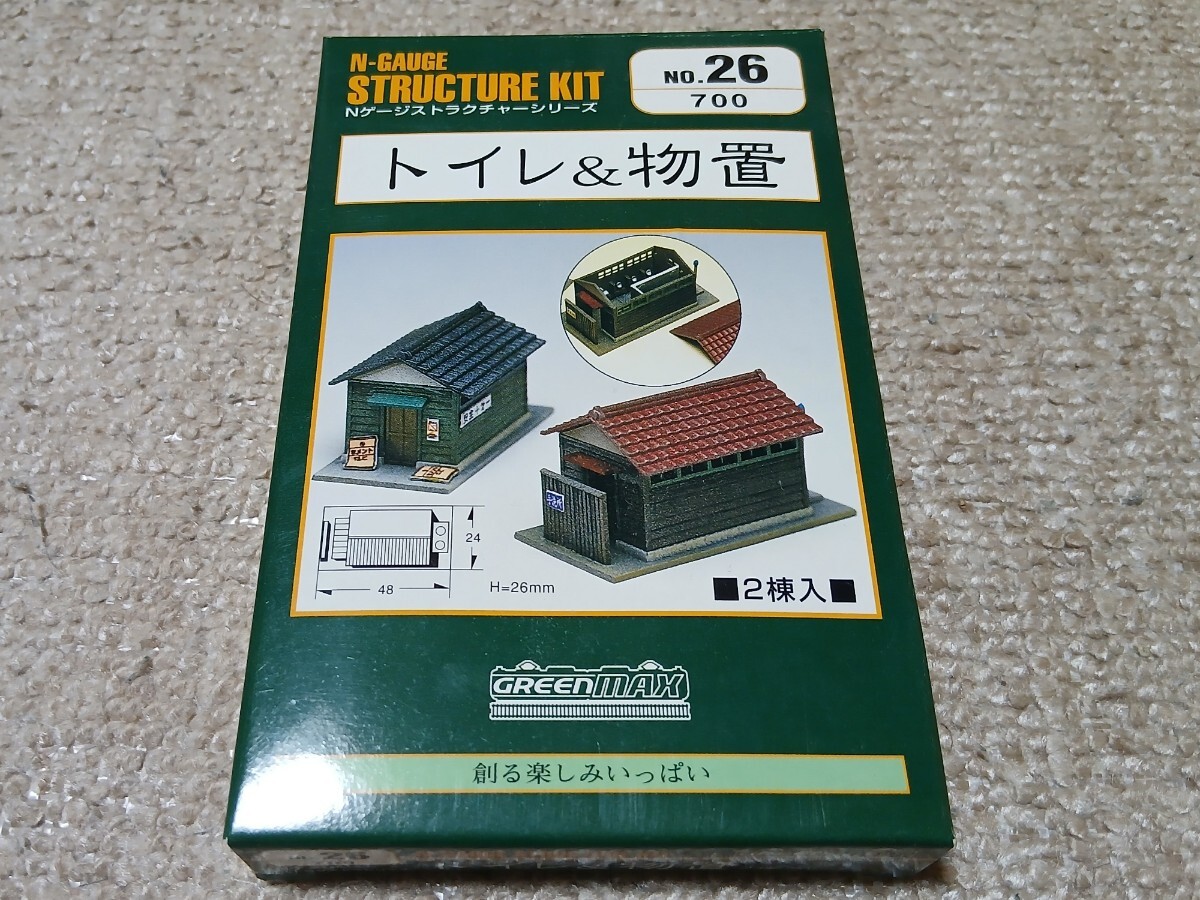 N-GAUGE
STRUCTURE KIT
Nゲージストラクチャーシリーズ
NO.26
700
トイレ&物置
24
48
H=26mm
■2棟入■
GREENMAX
創る楽しみいっぱい